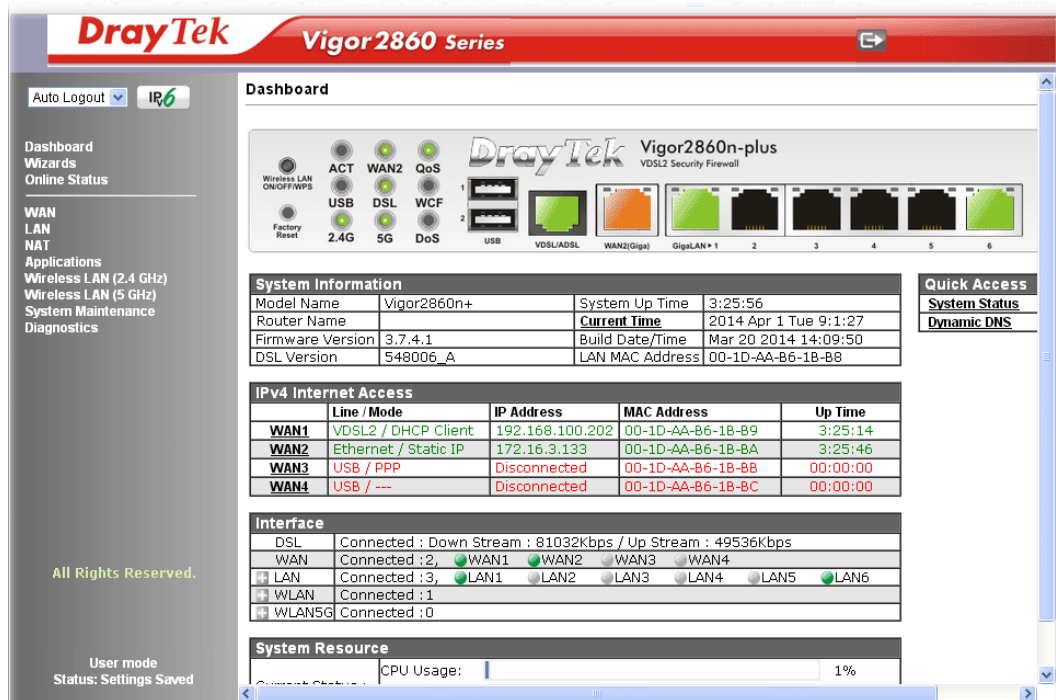 DrayTek Vigor2860 Series
Auto Logout IPv6
Dashboard
Wizards
Online Status
WAN
LAN
NAT
Applications
Wireless LAN (2.4 GHz)
Wireless LAN (5 GHz)
System Maintenance
Diagnostics
All Rights Reserved.
User mode
Status: Settings Saved
Dashboard
DrayTek Vigor2860n-plus
VDSL2 Security Firewall
Wireless LAN
ON/OFF/WPS
Factory
Reset
ACT WAN2 QoS
USB DSL WCF
2.4G 5G DoS
1
2
USB VDSL/ADSL WAN2(Giga) GigaLAN 1 2 3 4 5 6
System Information
Model Name Vigor2860n+ System Up Time 3:25:56
Router Name Current Time 2014 Apr 1 Tue 9:1:27
Firmware Version 3.7.4.1 Build Date/Time Mar 20 2014 14:09:50
DSL Version 548006_A LAN MAC Address 00-1D-AA-B6-1B-B8
Quick Access
System Status
Dynamic DNS
IPv4 Internet Access
Line / Mode IP Address MAC Address Up Time
WAN1 VDSL2 / DHCP Client 192.168.100.202 00-1D-AA-B6-1B-B9 3:25:14
WAN2 Ethernet / Static IP 172.16.3.133 00-1D-AA-B6-1B-BA 3:25:46
WAN3 USB / PPP Disconnected 00-1D-AA-B6-1B-BB 00:00:00
WAN4 USB / --- Disconnected 00-1D-AA-B6-1B-BC 00:00:00
Interface
DSL Connected : Down Stream : 81032Kbps / Up Stream : 49536Kbps
WAN Connected :2, WAN1 WAN2 WAN3 WAN4
LAN Connected :3, LAN1 LAN2 LAN3 LAN4 LAN5 LAN6
WLAN Connected :1
WLAN5G Connected :0
System Resource
CPU Usage: 1%
Current Status :